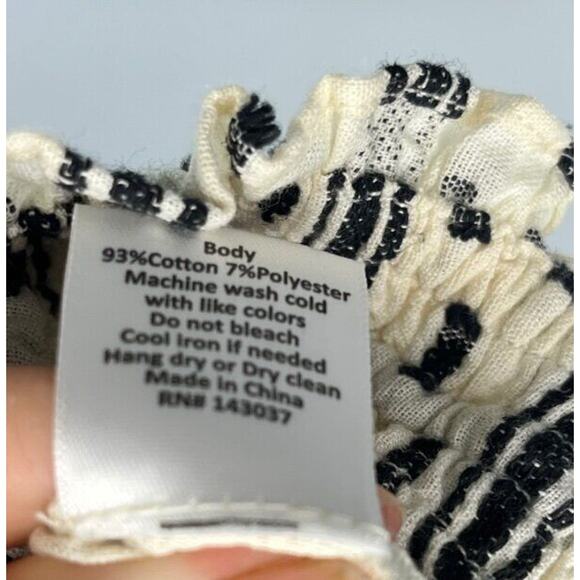 Body
93%Cotton 7%Polyester
Machine wash cold
with like colors
Do not bleach
Cool iron if needed
Hang dry or Dry clean
Made in China
RN# 143037